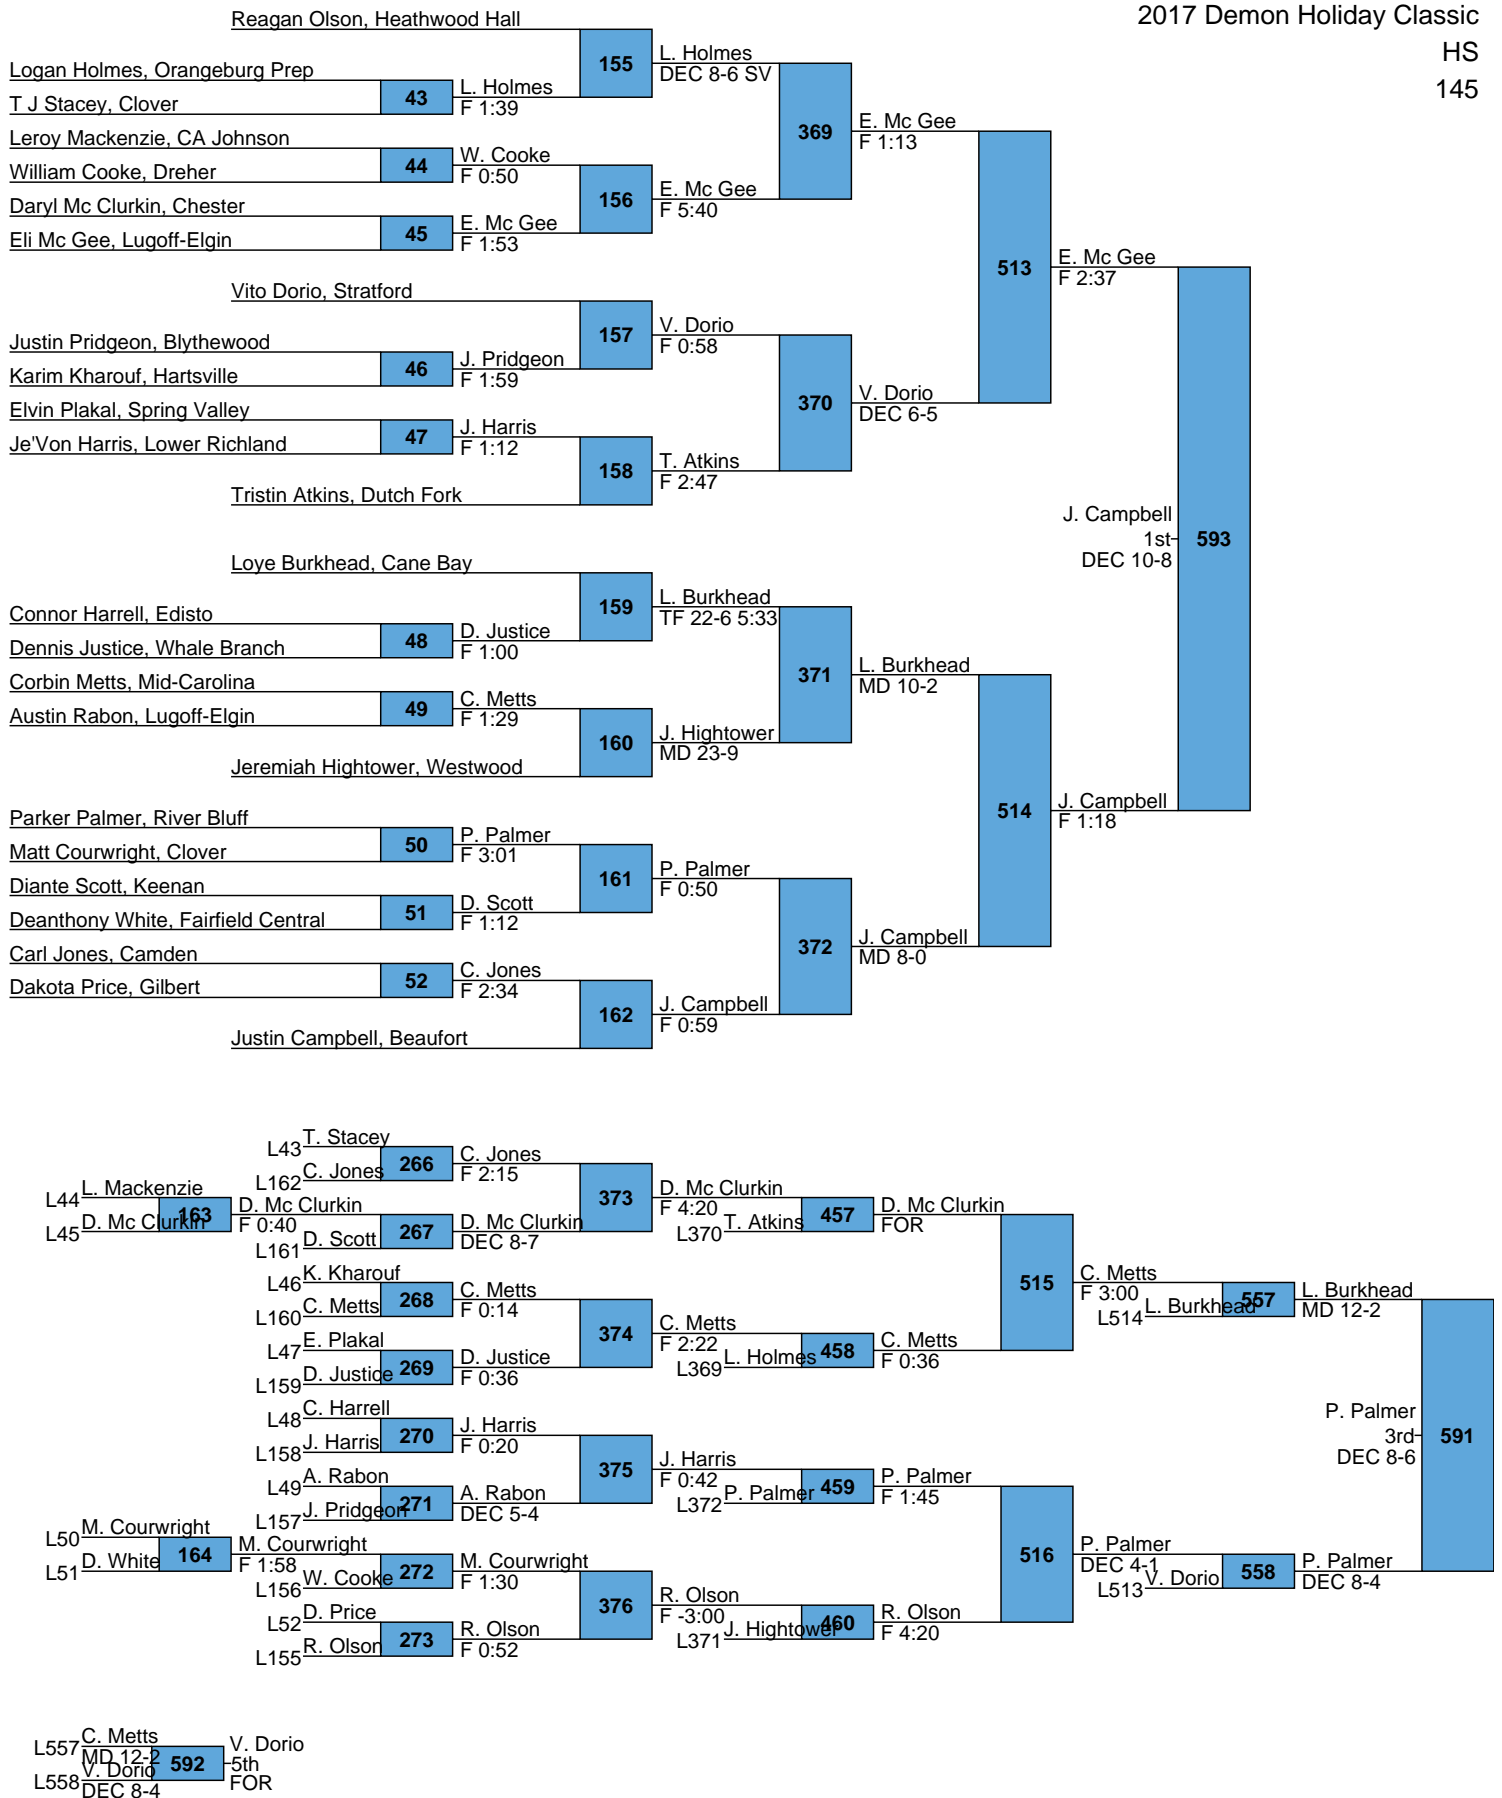 2017 Demon Holiday Classic
HS
145
Reagan Olson, Heathwood Hall
155
L. Holmes
DEC 8-6 SV
Logan Holmes, Orangeburg Prep
T J Stacey, Clover
43
L. Holmes
F 1:39
369
E. Mc Gee
F 1:13
Leroy Mackenzie, CA Johnson
William Cooke, Dreher
44
W. Cooke
F 0:50
156
E. Mc Gee
F 5:40
Daryl Mc Clurkin, Chester
Eli Mc Gee, Lugoff-Elgin
45
E. Mc Gee
F 1:53
513
E. Mc Gee
F 2:37
Vito Dorio, Stratford
157
V. Dorio
F 0:58
Justin Pridgeon, Blythewood
Karim Kharouf, Hartsville
46
J. Pridgeon
F 1:59
370
V. Dorio
DEC 6-5
Elvin Plakal, Spring Valley
Je'Von Harris, Lower Richland
47
J. Harris
F 1:12
158
T. Atkins
F 2:47
Tristin Atkins, Dutch Fork
J. Campbell
1st
DEC 10-8
593
Loye Burkhead, Cane Bay
159
L. Burkhead
TF 22-6 5:33
Connor Harrell, Edisto
Dennis Justice, Whale Branch
48
D. Justice
F 1:00
371
L. Burkhead
MD 10-2
Corbin Metts, Mid-Carolina
Austin Rabon, Lugoff-Elgin
49
C. Metts
F 1:29
160
J. Hightower
MD 23-9
Jeremiah Hightower, Westwood
514
J. Campbell
F 1:18
Parker Palmer, River Bluff
Matt Courwright, Clover
50
P. Palmer
F 3:01
161
P. Palmer
F 0:50
Diante Scott, Keenan
Deanthony White, Fairfield Central
51
D. Scott
F 1:12
372
J. Campbell
MD 8-0
Carl Jones, Camden
Dakota Price, Gilbert
52
C. Jones
F 2:34
162
J. Campbell
F 0:59
Justin Campbell, Beaufort
L43 T. Stacey
L162 C. Jones
266
C. Jones
F 2:15
L44 L. Mackenzie
L45 D. Mc Clurkin
163
D. Mc Clurkin
F 0:40
L161 D. Scott
267
D. Mc Clurkin
DEC 8-7
373
D. Mc Clurkin
F 4:20
L370 T. Atkins
457
D. Mc Clurkin
FOR
L46 K. Kharouf
L160 C. Metts
268
C. Metts
F 0:14
L47 E. Plakal
L159 D. Justice
269
D. Justice
F 0:36
374
C. Metts
F 2:22
L369 L. Holmes
458
C. Metts
F 0:36
515
C. Metts
F 3:00
L514 L. Burkhead
557
L. Burkhead
MD 12-2
L48 C. Harrell
L158 J. Harris
270
J. Harris
F 0:20
L49 A. Rabon
L157 J. Pridgeon
271
A. Rabon
DEC 5-4
375
J. Harris
F 0:42
L372 P. Palmer
459
P. Palmer
F 1:45
P. Palmer
3rd
DEC 8-6
591
L50 M. Courwright
L51 D. White
164
M. Courwright
F 1:58
L156 W. Cooke
272
M. Courwright
F 1:30
L52 D. Price
L155 R. Olson
273
R. Olson
F 0:52
376
R. Olson
F -3:00
L371 J. Hightower
460
R. Olson
F 4:20
516
P. Palmer
DEC 4-1
L513 V. Dorio
558
P. Palmer
DEC 8-4
L557 C. Metts
MD 12-2
L558 V. Dorio
DEC 8-4
592
V. Dorio
5th
FOR